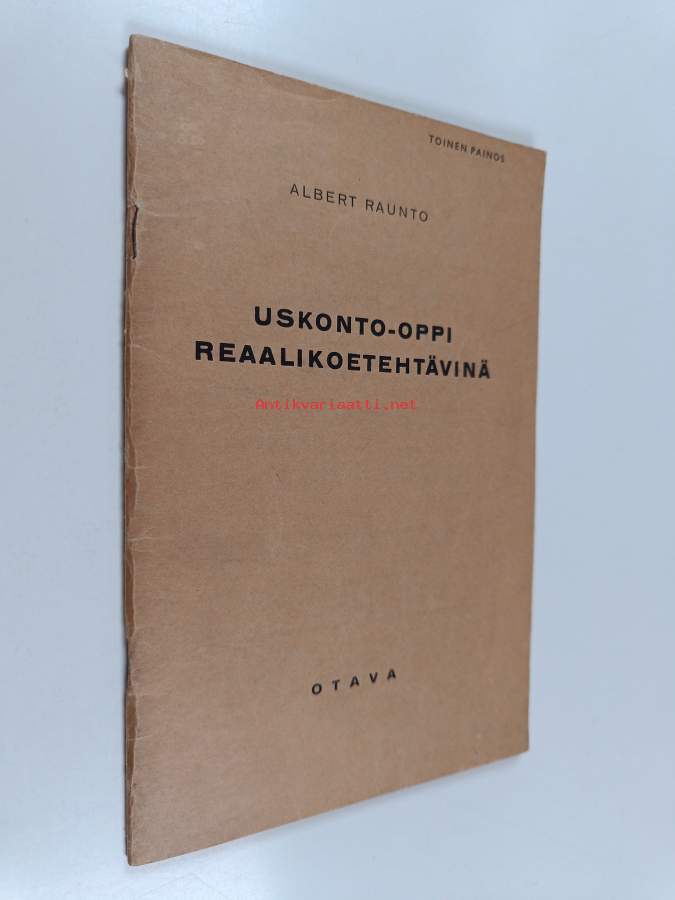 TOINEN PAINOS
ALBERT RAUNTO
USKONTO-OPPI
REAALIKOETEHTÄVINÄ
Antikvariaatti.net
OTAVA